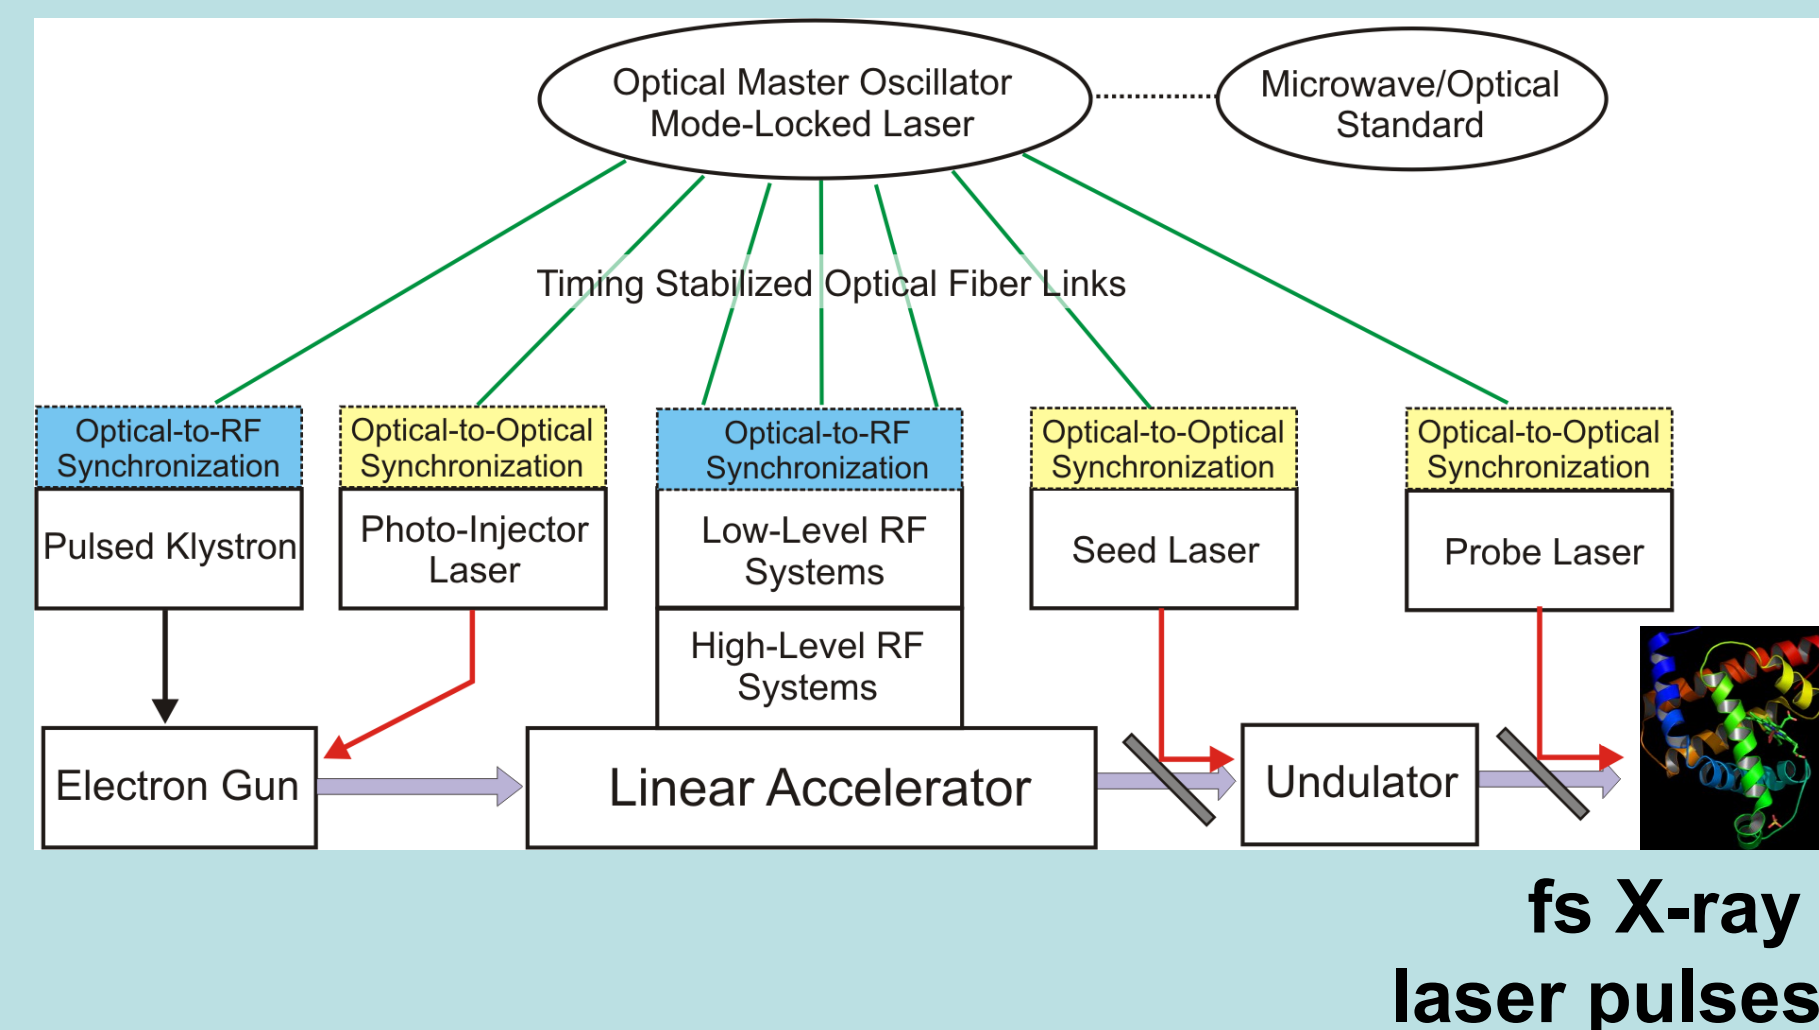 Optical Master Oscillator
Mode-Locked Laser
Microwave/Optical
Standard
Timing Stabilized Optical Fiber Links
Optical-to-RF
Synchronization
Pulsed Klystron
Optical-to-Optical
Synchronization
Photo-Injector
Laser
Optical-to-RF
Synchronization
Low-Level RF
Systems
High-Level RF
Systems
Optical-to-Optical
Synchronization
Seed Laser
Optical-to-Optical
Synchronization
Probe Laser
Electron Gun
Linear Accelerator
Undulator
fs X-ray
laser pulses